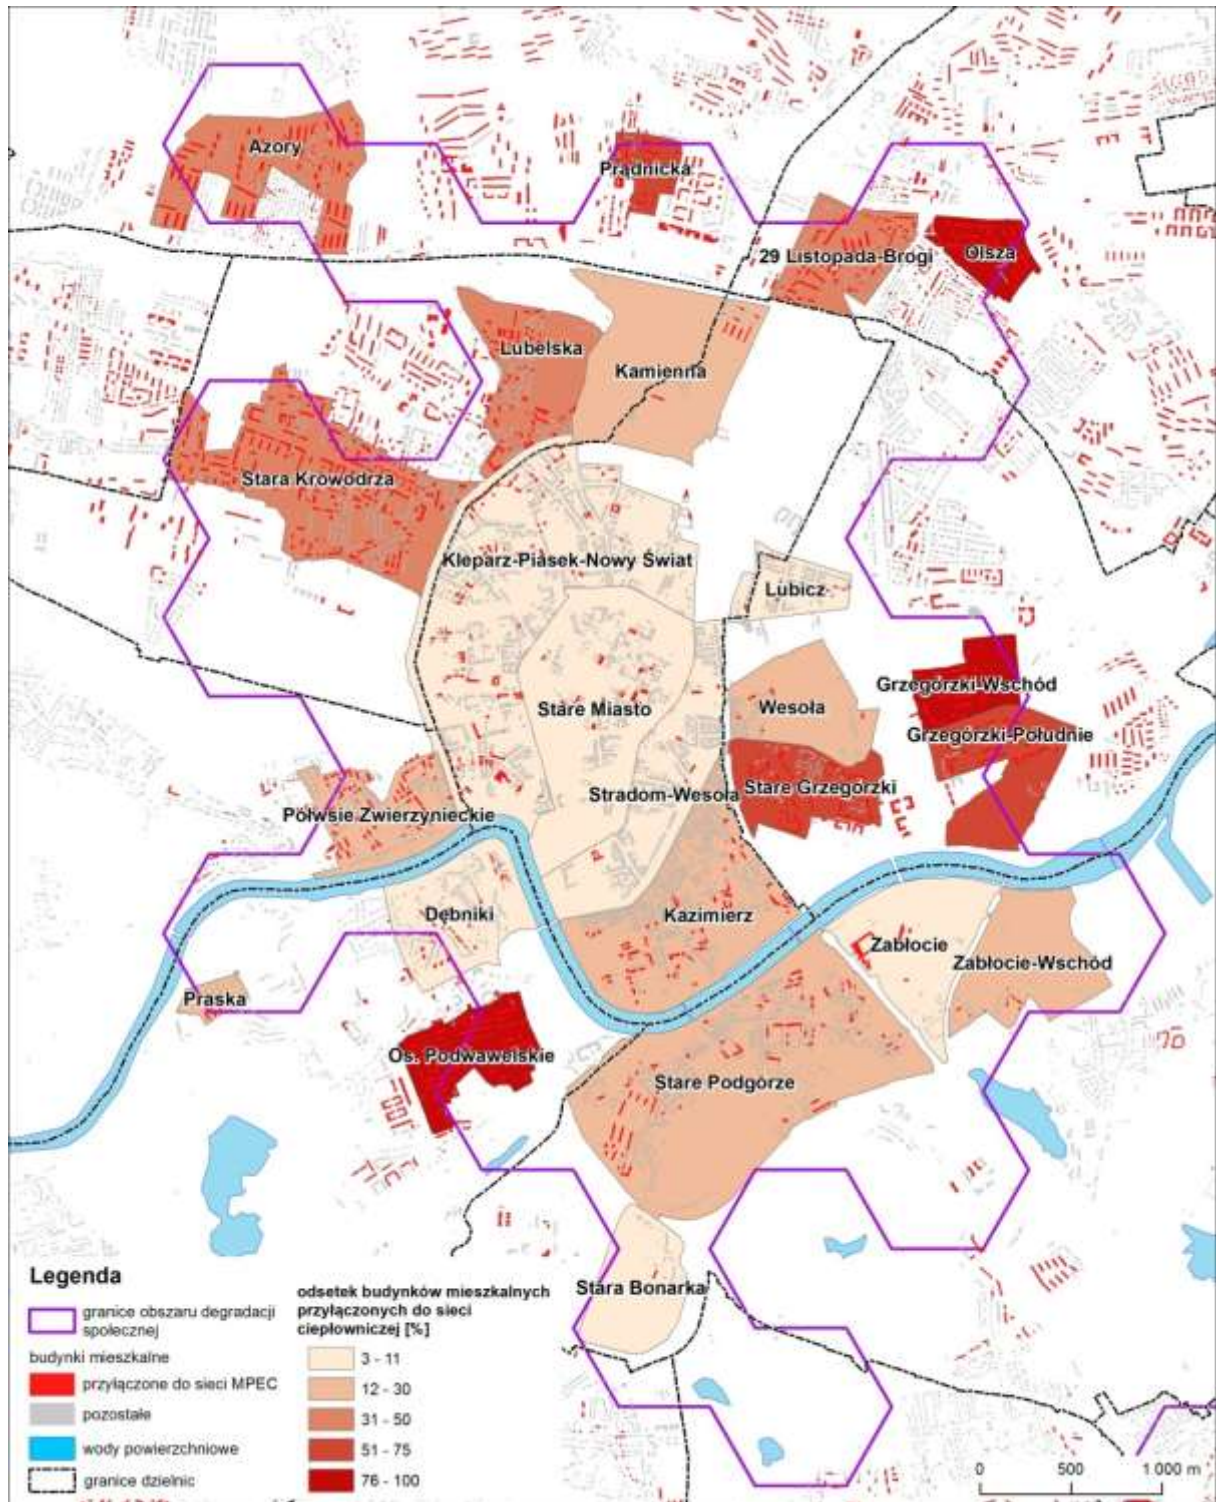 Azory
Prądnicka
29 Listopada-Brogi
Olsza
Lubelska
Kamienna
Stara Krowodrza
Kleparz-Piasek-Nowy Świat
Lubicz
Grzegórzki-Wschód
Stare Miasto
Wesoła
Grzegórzki-Południe
Stradom-Wesoła
Stare Grzegórzki
Półwsie Zwierzynieckie
Dębniki
Kazimierz
Zabłocie
Zabłocie-Wschód
Praska
Os. Podwawelskie
Stare Podgórze
Stara Bonarka
Legenda
granice obszaru degradacji
społecznej
budynki mieszkalne
przyłączone do sieci MPEC
pozostałe
wody powierzchniowe
granice dzielnic
odsetek budynków mieszkalnych
przyłączonych do sieci
ciepłowniczej [%]
3 - 11
12 - 30
31 - 50
51 - 75
76 - 100
0 500 1 000 m